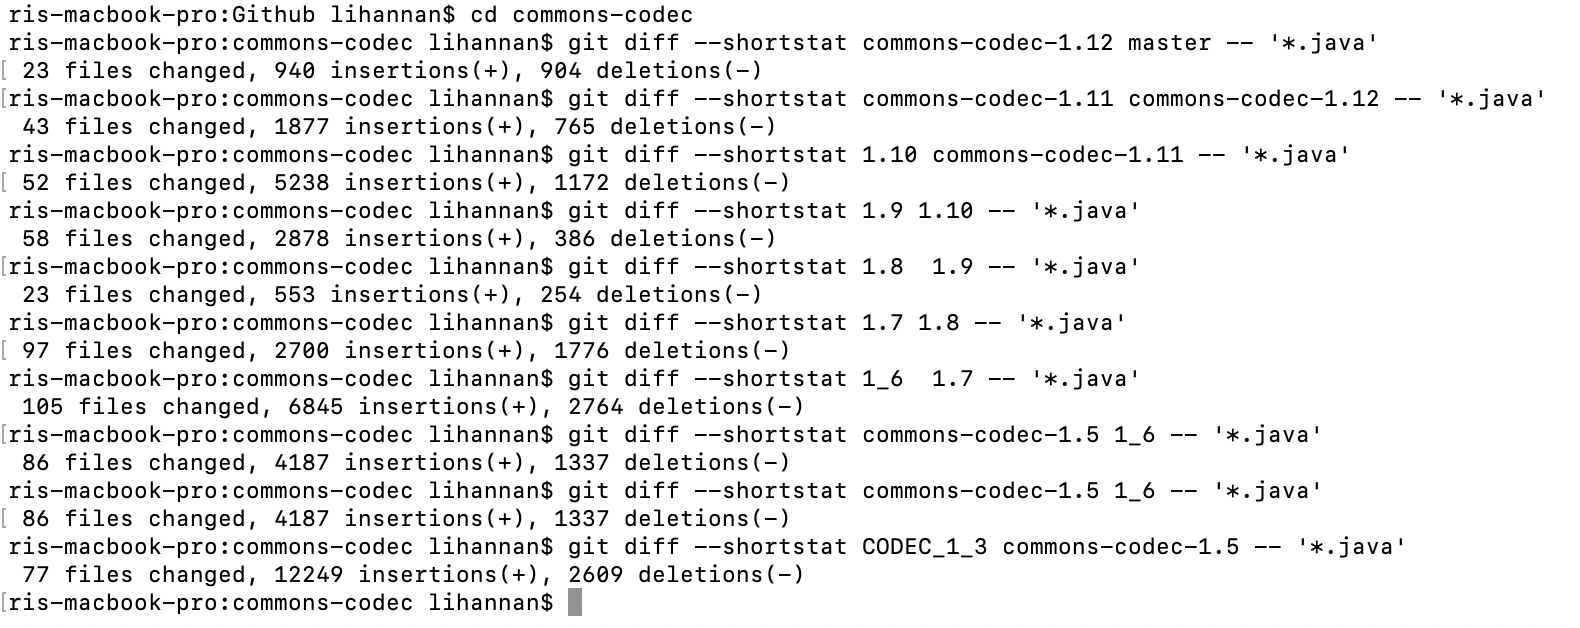 ris-macbook-pro:Github lihannan$ cd commons-codec
ris-macbook-pro:commons-codec lihannan$ git diff --shortstat commons-codec-1.12 master -- '*.java'
[ 23 files changed, 940 insertions(+), 904 deletions(-)
[ris-macbook-pro:commons-codec lihannan$ git diff --shortstat commons-codec-1.11 commons-codec-1.12 -- '*.java'
 43 files changed, 1877 insertions(+), 765 deletions(-)
ris-macbook-pro:commons-codec lihannan$ git diff --shortstat 1.10 commons-codec-1.11 -- '*.java'
[ 52 files changed, 5238 insertions(+), 1172 deletions(-)
ris-macbook-pro:commons-codec lihannan$ git diff --shortstat 1.9 1.10 -- '*.java'
 58 files changed, 2878 insertions(+), 386 deletions(-)
[ris-macbook-pro:commons-codec lihannan$ git diff --shortstat 1.8  1.9 -- '*.java'
 23 files changed, 553 insertions(+), 254 deletions(-)
ris-macbook-pro:commons-codec lihannan$ git diff --shortstat 1.7 1.8 -- '*.java'
[ 97 files changed, 2700 insertions(+), 1776 deletions(-)
ris-macbook-pro:commons-codec lihannan$ git diff --shortstat 1_6  1.7 -- '*.java'
 105 files changed, 6845 insertions(+), 2764 deletions(-)
[ris-macbook-pro:commons-codec lihannan$ git diff --shortstat commons-codec-1.5 1_6 -- '*.java'
 86 files changed, 4187 insertions(+), 1337 deletions(-)
ris-macbook-pro:commons-codec lihannan$ git diff --shortstat commons-codec-1.5 1_6 -- '*.java'
[ 86 files changed, 4187 insertions(+), 1337 deletions(-)
ris-macbook-pro:commons-codec lihannan$ git diff --shortstat CODEC_1_3 commons-codec-1.5 -- '*.java'
 77 files changed, 12249 insertions(+), 2609 deletions(-)
[ris-macbook-pro:commons-codec lihannan$